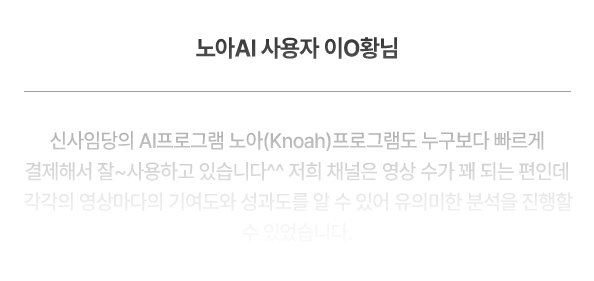 노아AI 사용자 이O황님
신사임당의 AI프로그램 노아(Knoah)프로그램도 누구보다 빠르게
결제해서 잘~사용하고 있습니다^^ 저희 채널은 영상 수가 꽤 되는 편인데
각각의 영상마다의 기여도와 성과도를 알 수 있어 유의미한 분석을 진행할
수 있었습니다.